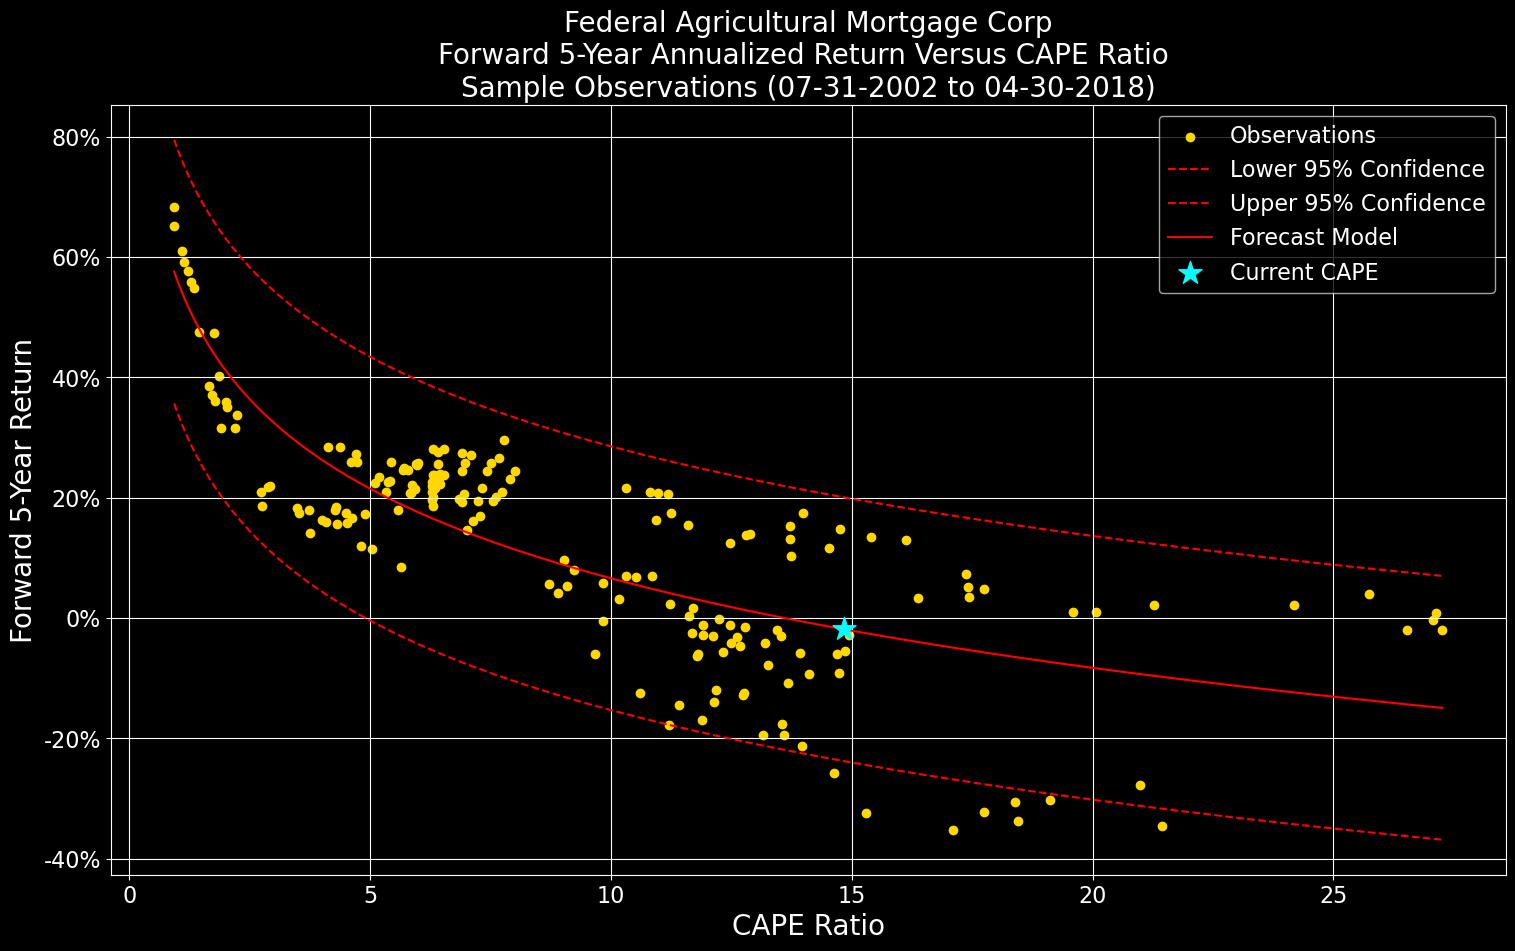 Federal Agricultural Mortgage Corp
Forward 5-Year Annualized Return Versus CAPE Ratio
Sample Observations (07-31-2002 to 04-30-2018)
Observations
Lower 95% Confidence
Upper 95% Confidence
Forecast Model
Current CAPE
Forward 5-Year Return
80%
60%
40%
20%
0%
-20%
-40%
0 5 10 15 20 25
CAPE Ratio